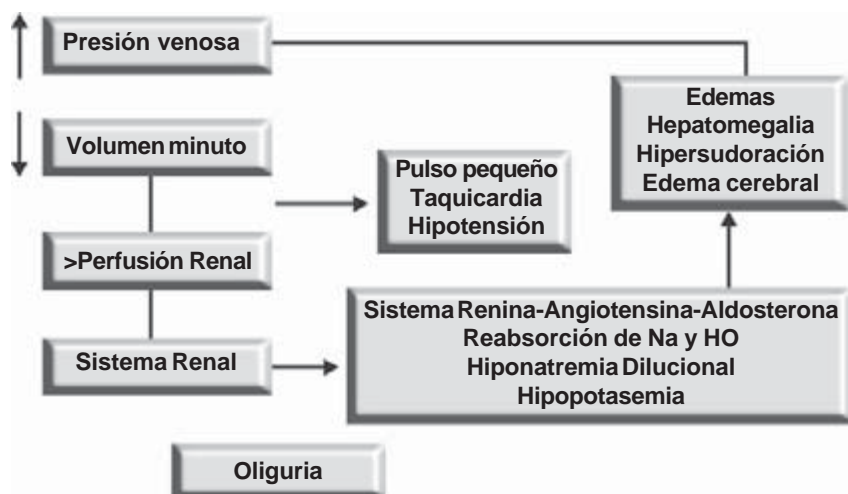 Presión venosa
Volumen minuto
>Perfusión Renal
Sistema Renal
Oliguria
Pulso pequeño
Taquicardia
Hipotensión
Edemas
Hepatomegalia
Hipersudoración
Edema cerebral
Sistema Renina-Angiotensina-Aldosterona
Reabsorción de Na y HO
Hiponatremia Dilucional
Hipopotasemia